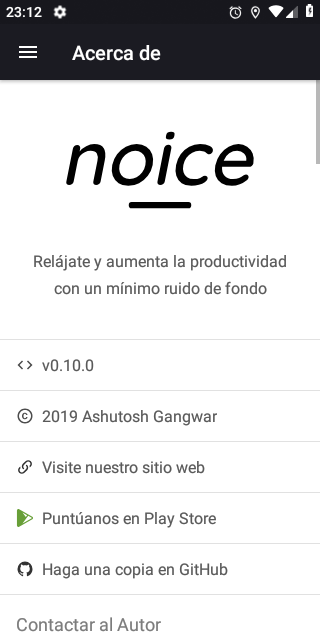 23:12
Acerca de
noice
Relájate y aumenta la productividad
con un mínimo ruido de fondo
v0.10.0
2019 Ashutosh Gangwar
Visite nuestro sitio web
Puntúanos en Play Store
Haga una copia en GitHub
Contactar al Autor